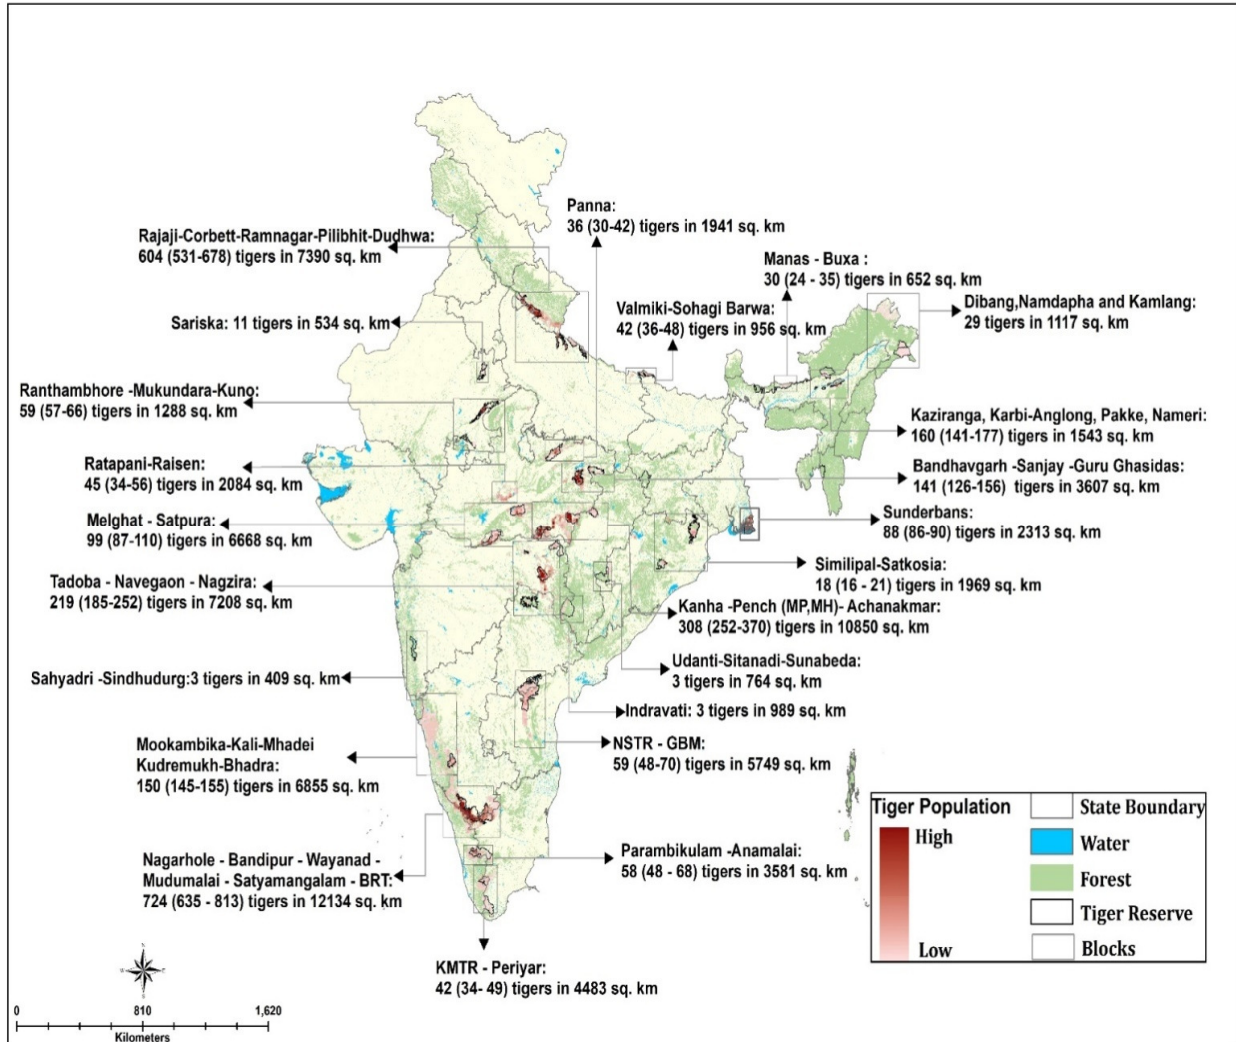 Panna:
36 (30-42) tigers in 1941 sq. km
Rajaji-Corbett-Ramnagar-Pilibhit-Dudhwa:
604 (531-678) tigers in 7390 sq. km
Manas - Buxa :
30 (24 - 35) tigers in 652 sq. km
Dibang,Namdapha and Kamlang:
29 tigers in 1117 sq. km
Valmiki-Sohagi Barwa:
42 (36-48) tigers in 956 sq. km
Sariska: 11 tigers in 534 sq. km
Ranthambhore -Mukundara-Kuno:
59 (57-66) tigers in 1288 sq. km
Kaziranga, Karbi-Anglong, Pakke, Nameri:
160 (141-177) tigers in 1543 sq. km
Ratapani-Raisen:
45 (34-56) tigers in 2084 sq. km
Bandhavgarh -Sanjay -Guru Ghasidas:
141 (126-156) tigers in 3607 sq. km
Melghat - Satpura:
99 (87-110) tigers in 6668 sq. km
Sunderbans:
88 (86-90) tigers in 2313 sq. km
Similipal-Satkosia:
18 (16 - 21) tigers in 1969 sq. km
Tadoba - Navegaon - Nagzira:
219 (185-252) tigers in 7208 sq. km
Kanha -Pench (MP,MH)- Achanakmar:
308 (252-370) tigers in 10850 sq. km
Udanti-Sitanadi-Sunabeda:
3 tigers in 764 sq. km
Sahyadri -Sindhudurg:3 tigers in 409 sq. km
Indravati: 3 tigers in 989 sq. km
Mookambika-Kali-Mhadei
Kudremukh-Bhadra:
150 (145-155) tigers in 6855 sq. km
NSTR - GBM:
59 (48-70) tigers in 5749 sq. km
Nagarhole - Bandipur - Wayanad -
Mudumalai - Satyamangalam - BRT:
724 (635 - 813) tigers in 12134 sq. km
Parambikulam -Anamalai:
58 (48 - 68) tigers in 3581 sq. km
KMTR - Periyar:
42 (34- 49) tigers in 4483 sq. km
Tiger Population
High
Low
State Boundary
Water
Forest
Tiger Reserve
Blocks
N
W
E
S
0 810 1,620
Kilometers